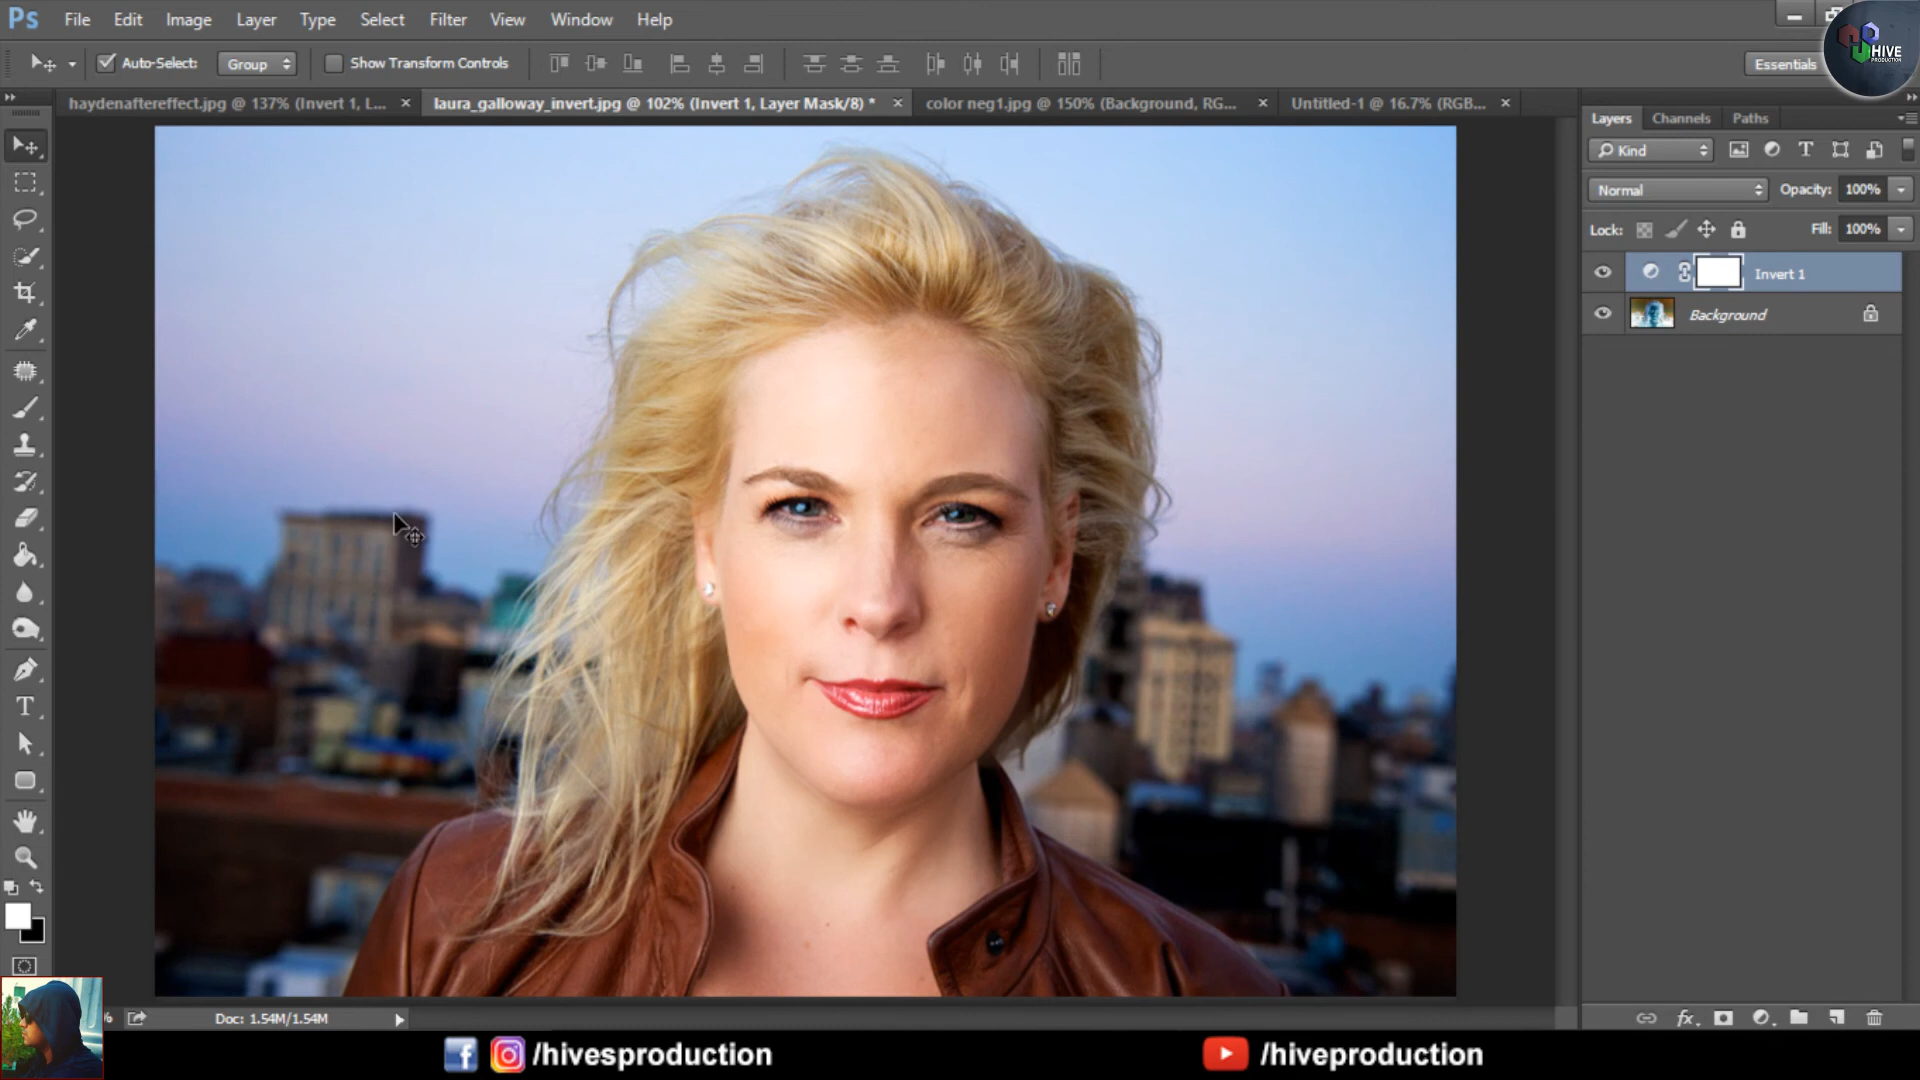 Ps File Edit Image Layer Type Select Filter View Window Help
Auto-Select: Group Show Transform Controls Essentials
HIVE
PRODUCTION
haydenaftereffect.jpg @ 137% (Invert 1, L... × laura_galloway_invert.jpg @ 102% (Invert 1, Layer Mask/8) * × color neg1.jpg @ 150% (Background, RG... × Untitled-1 @ 16.7% (RGB... ×
Layers Channels Paths
Kind
Normal Opacity: 100%
Lock: Fill: 100%
Invert 1
Background
% Doc: 1.54M/1.54M
fx
/hivesproduction /hiveproduction